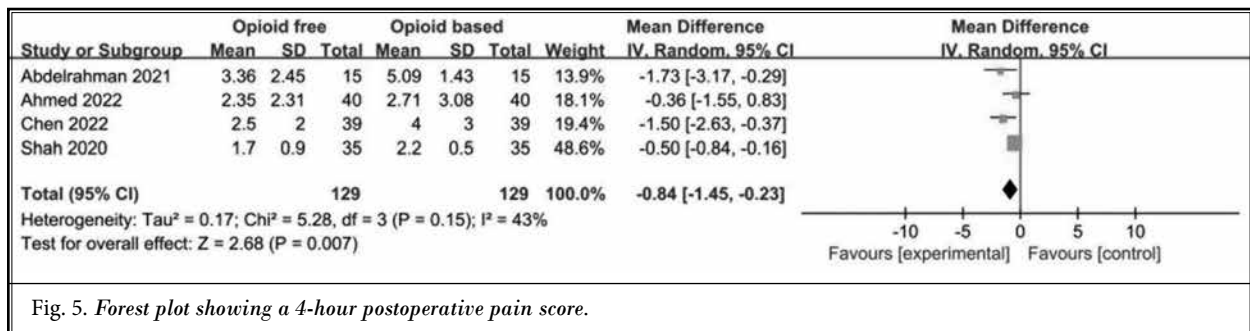 Opioid free Opioid based Mean Difference Mean Difference
Study or Subgroup Mean SD Total Mean SD Total Weight IV. Random. 95% CI IV. Random. 95% CI
Abdelrahman 2021 3.36 2.45 15 5.09 1.43 15 13.9% -1.73 [-3.17, -0.29]
Ahmed 2022 2.35 2.31 40 2.71 3.08 40 18.1% -0.36 [-1.55, 0.83]
Chen 2022 2.5 2 39 4 3 39 19.4% -1.50 [-2.63, -0.37]
Shah 2020 1.7 0.9 35 2.2 0.5 35 48.6% -0.50 [-0.84, -0.16]
Total (95% CI) 129 129 100.0% -0.84 [-1.45, -0.23]
Heterogeneity: Tau² = 0.17; Chi² = 5.28, df = 3 (P = 0.15); I² = 43%
Test for overall effect: Z = 2.68 (P = 0.007)
-10 -5 0 5 10
Favours [experimental] Favours [control]
Fig. 5. Forest plot showing a 4-hour postoperative pain score.